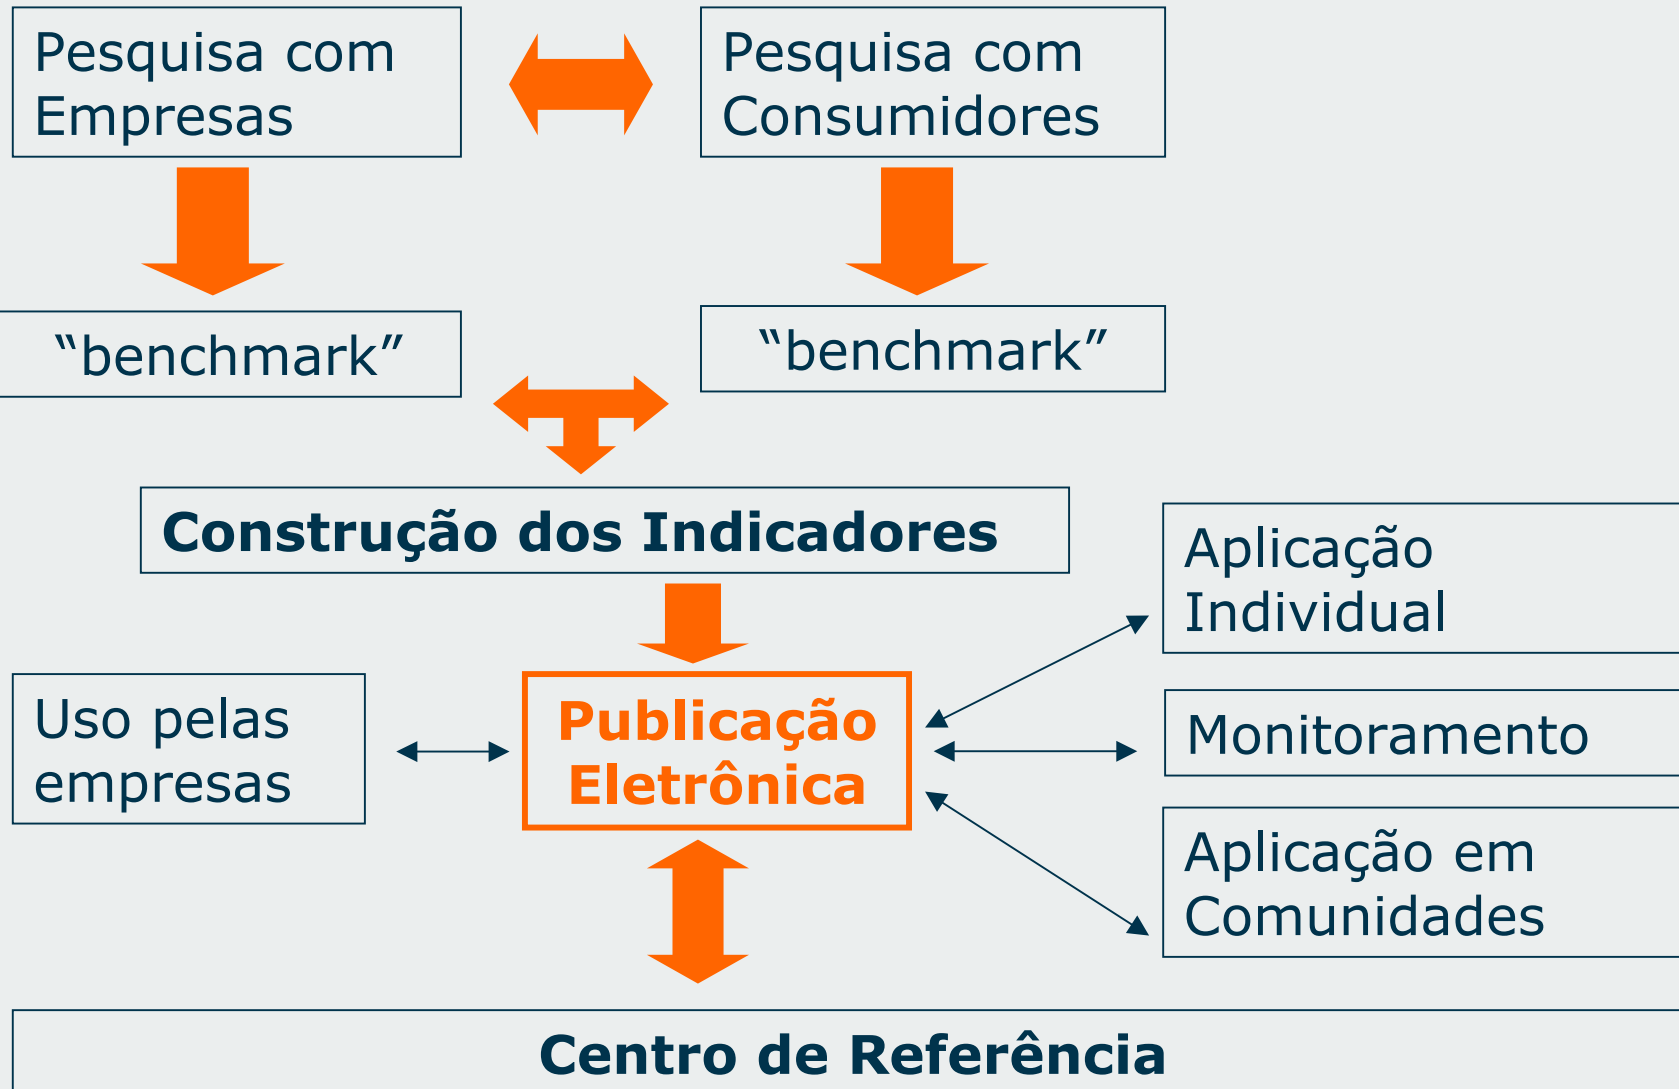 Pesquisa com
Empresas
Pesquisa com
Consumidores
“benchmark”
“benchmark”
Construção dos Indicadores
Aplicação
Individual
Uso pelas
empresas
Publicação
Eletrônica
Monitoramento
Aplicação em
Comunidades
Centro de Referência